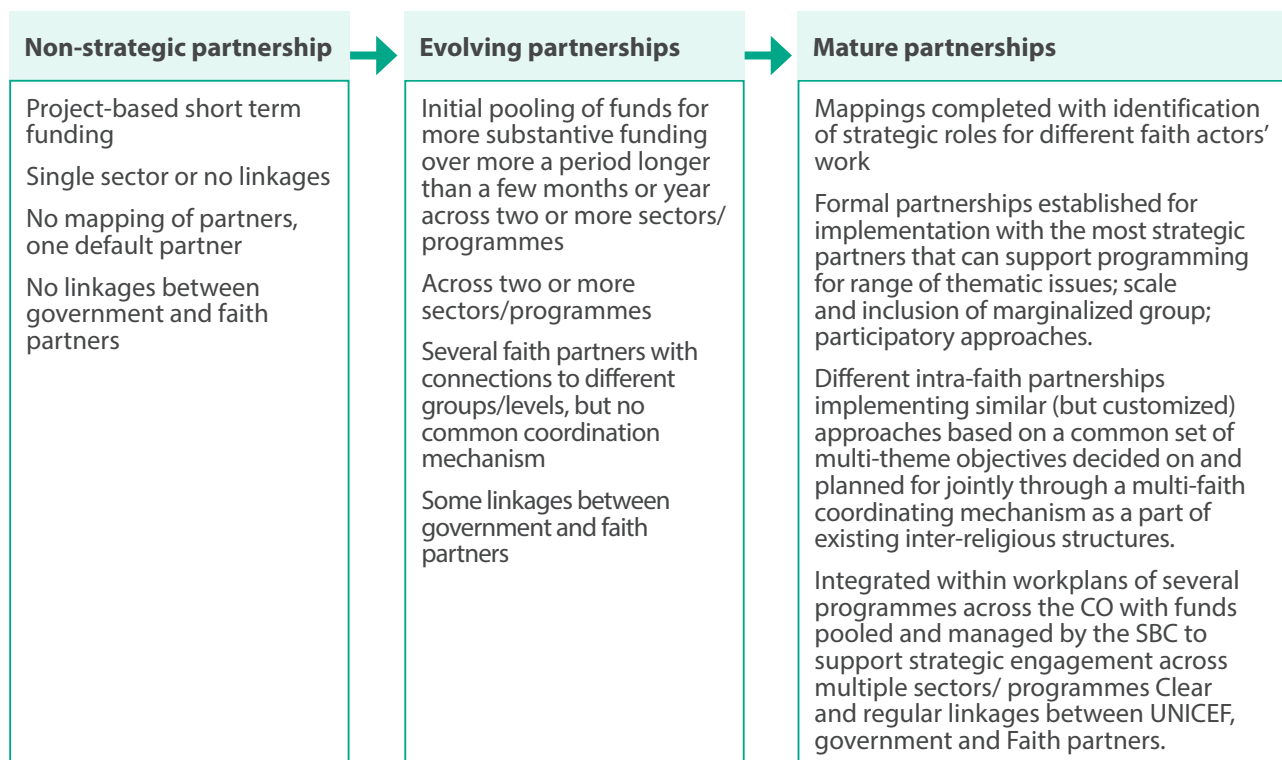 Non-strategic partnership
Project-based short term
funding
Single sector or no linkages
No mapping of partners,
one default partner
No linkages between
government and faith
partners
Evolving partnerships
Initial pooling of funds for
more substantive funding
over more a period longer
than a few months or year
across two or more sectors/
programmes
Across two or more
sectors/programmes
Several faith partners with
connections to different
groups/levels, but no
common coordination
mechanism
Some linkages between
government and faith
partners
Mature partnerships
Mappings completed with identification
of strategic roles for different faith actors’
work
Formal partnerships established for
implementation with the most strategic
partners that can support programming
for range of thematic issues; scale
and inclusion of marginalized group;
participatory approaches.
Different intra-faith partnerships
implementing similar (but customized)
approaches based on a common set of
multi-theme objectives decided on and
planned for jointly through a multi-faith
coordinating mechanism as a part of
existing inter-religious structures.
Integrated within workplans of several
programmes across the CO with funds
pooled and managed by the SBC to
support strategic engagement across
multiple sectors/ programmes Clear
and regular linkages between UNICEF,
government and Faith partners.